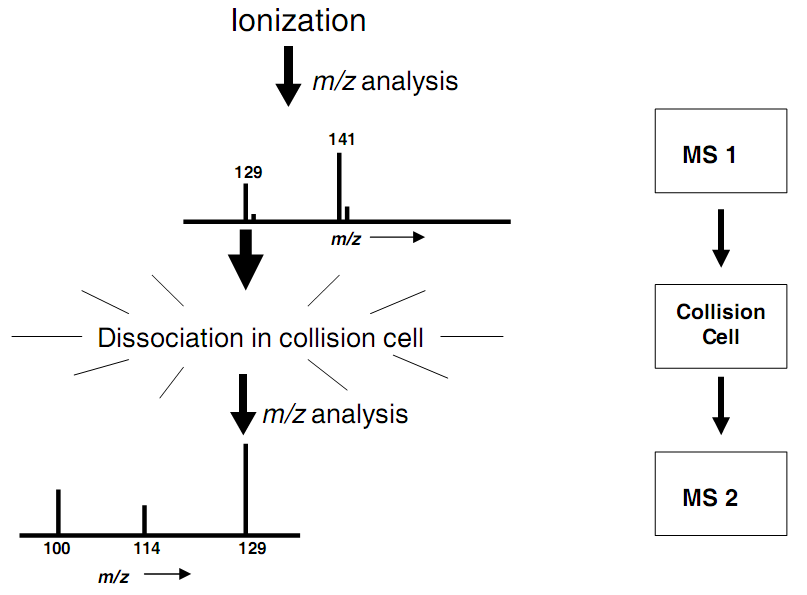 Ionization
m/z analysis
141
129
m/z
Dissociation in collision cell
m/z analysis
100 114 129
m/z
MS 1
Collision
Cell
MS 2